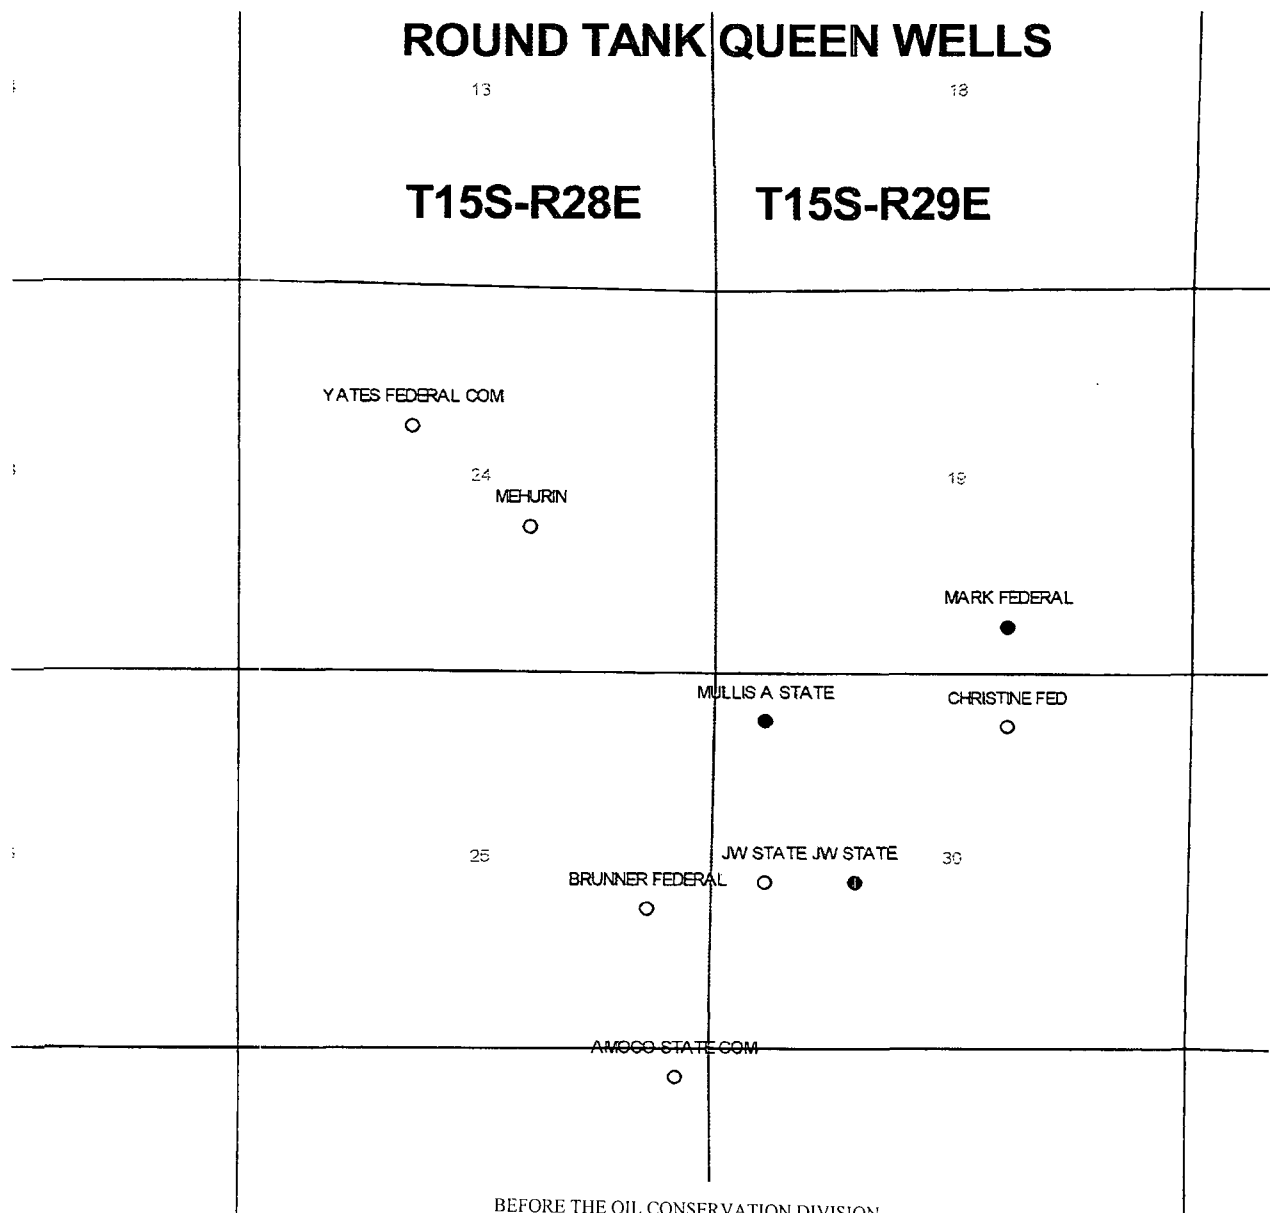 ROUND TANK QUEEN WELLS
13 18
T15S-R28E T15S-R29E
YATES FEDERAL COM
24 19
MEHURIN
MARK FEDERAL
MULLIS A STATE CHRISTINE FED
25 JW STATE JW STATE 30
BRUNNER FEDERAL
AMOCO STATE COM
BEFORE THE OIL CONSERVATION DIVISION